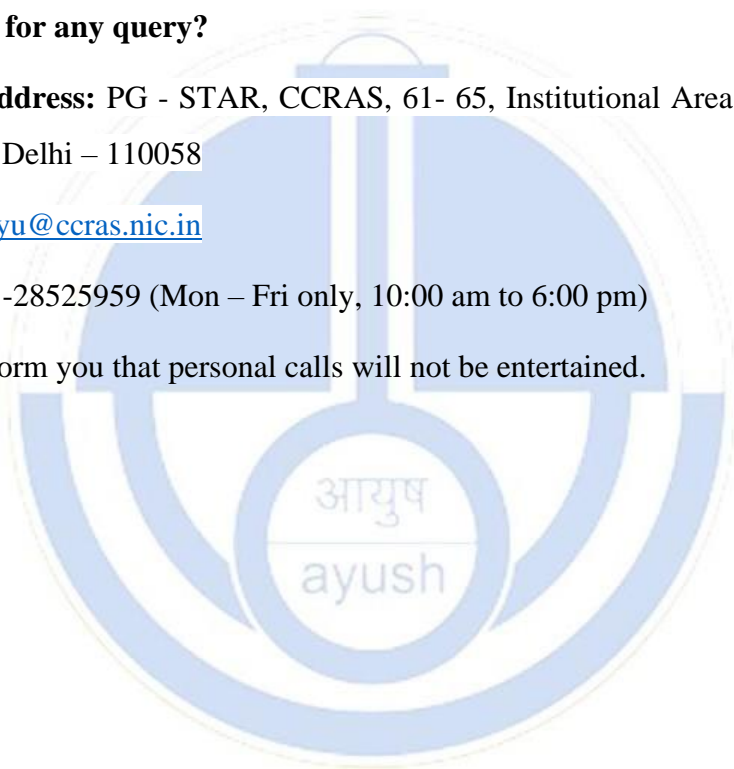 for any query?
ddress: PG - STAR, CCRAS, 61- 65, Institutional Area
Delhi – 110058
yu@ccras.nic.in
-28525959 (Mon – Fri only, 10:00 am to 6:00 pm)
orm you that personal calls will not be entertained.
आयुष
ayush